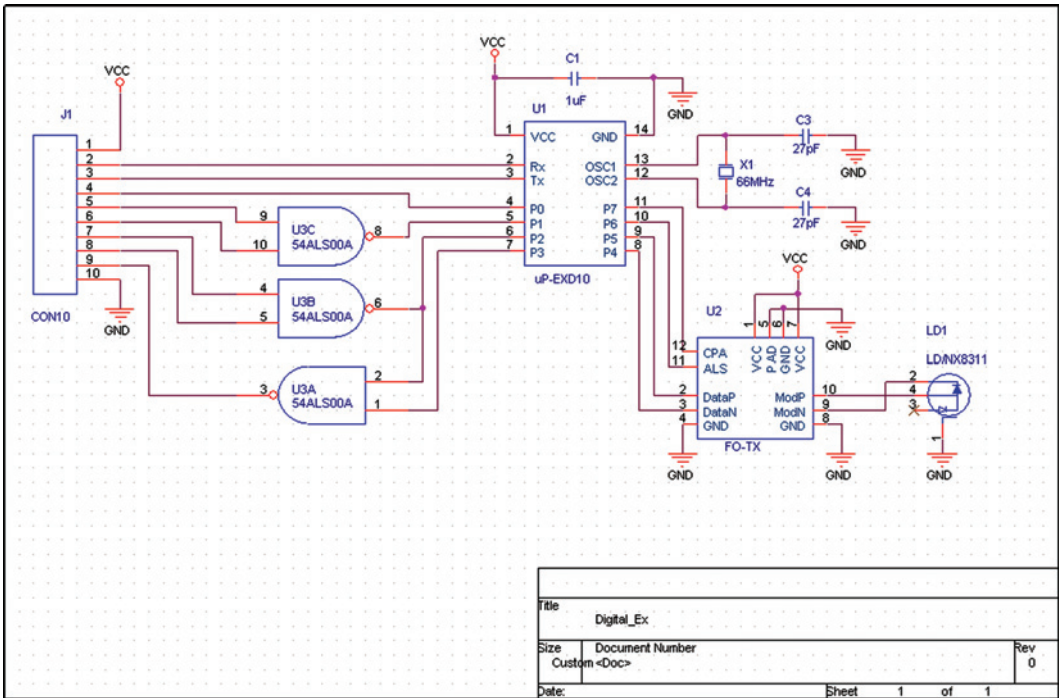 VCC
C1
1uF
GND
VCC
J1
1
2
3
4
5
6
7
8
9
10
CON10
GND
U1
1 VCC
GND 14
2 Rx
3 Tx
OSC1 13
OSC2 12
4 P0
5 P1
6 P2
7 P3
P7 11
P6 10
P5 9
P4 8
uP-EXD10
X1
66MHz
C3
27pF
GND
C4
27pF
GND
9
10
U3C
54ALS00A
8
4
5
U3B
54ALS00A
6
3
U3A
54ALS00A
2
1
VCC
U2
1
5
6
7
VCC
PAD
GND
VCC
GND
12 CPA
11 ALS
2 DataP
3 DataN
4 GND
ModP 10
ModN 9
GND 8
FO-TX
GND
GND
LD1
LD/NX8311
2
4
3
1
GND
Title
Digital_Ex
Size
Custom
Document Number
<Doc>
Rev
0
Date:
Sheet 1 of 1